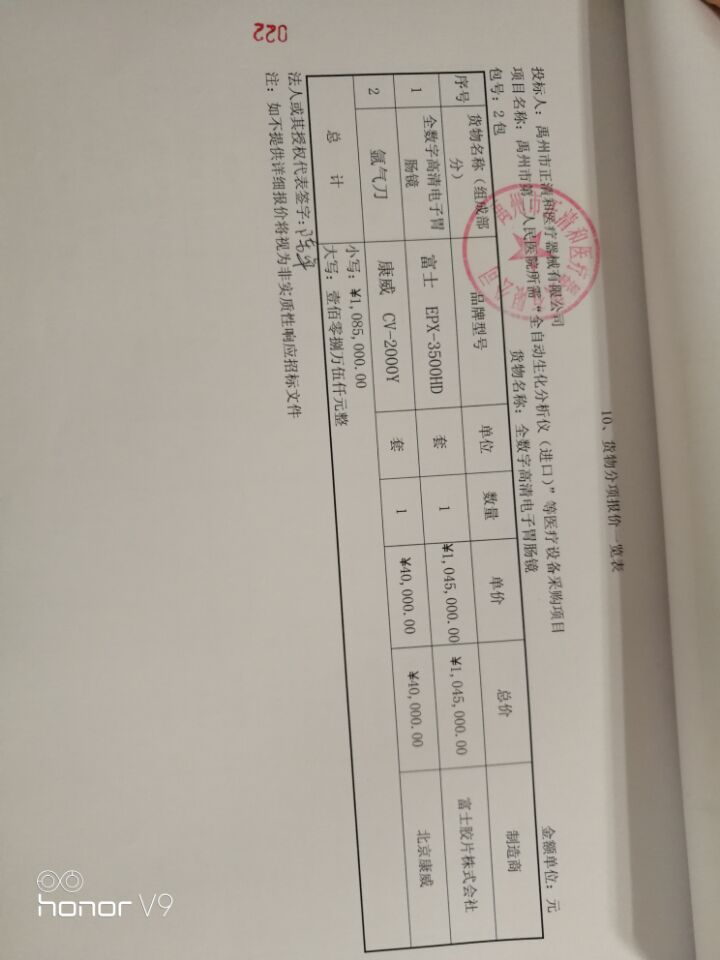 10、货物分项报价一览表
投标人：禹州市正清和医疗器械有限公司
项目名称：禹州市第一人民医院所需“全自动生化分析仪（进口）”等医疗设备采购项目 金额单位：元
包号：2包 货物名称：全数字高清电子胃肠镜
序号 货物名称（组成部分） 品牌型号 单位 数量 单价 总价 制造商
1 全数字高清电子胃肠镜 富士 EPX-3500HD 套 1 ¥1,045,000.00 ¥1,045,000.00 富士胶片株式会社
2 氩气刀 康威 CV-2000Y 套 1 ¥40,000.00 ¥40,000.00 北京康威
总 计 小写：¥1,085,000.00
大写：壹佰零捌万伍仟元整
法人或其授权代表签字：
注：如不提供详细报价将视为非实质性响应招标文件
022
honor V9